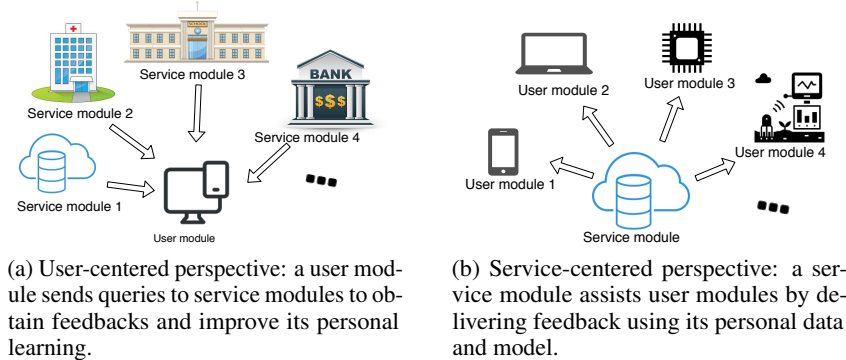 SCHOOL
Service module 3
BANK
$$$
Service module 2
Service module 4
Service module 1
User module
User module 2
User module 3
User module 1
User module 4
Service module
(a) User-centered perspective: a user mod-
ule sends queries to service modules to ob-
tain feedbacks and improve its personal
learning.
(b) Service-centered perspective: a ser-
vice module assists user modules by de-
livering feedback using its personal data
and model.